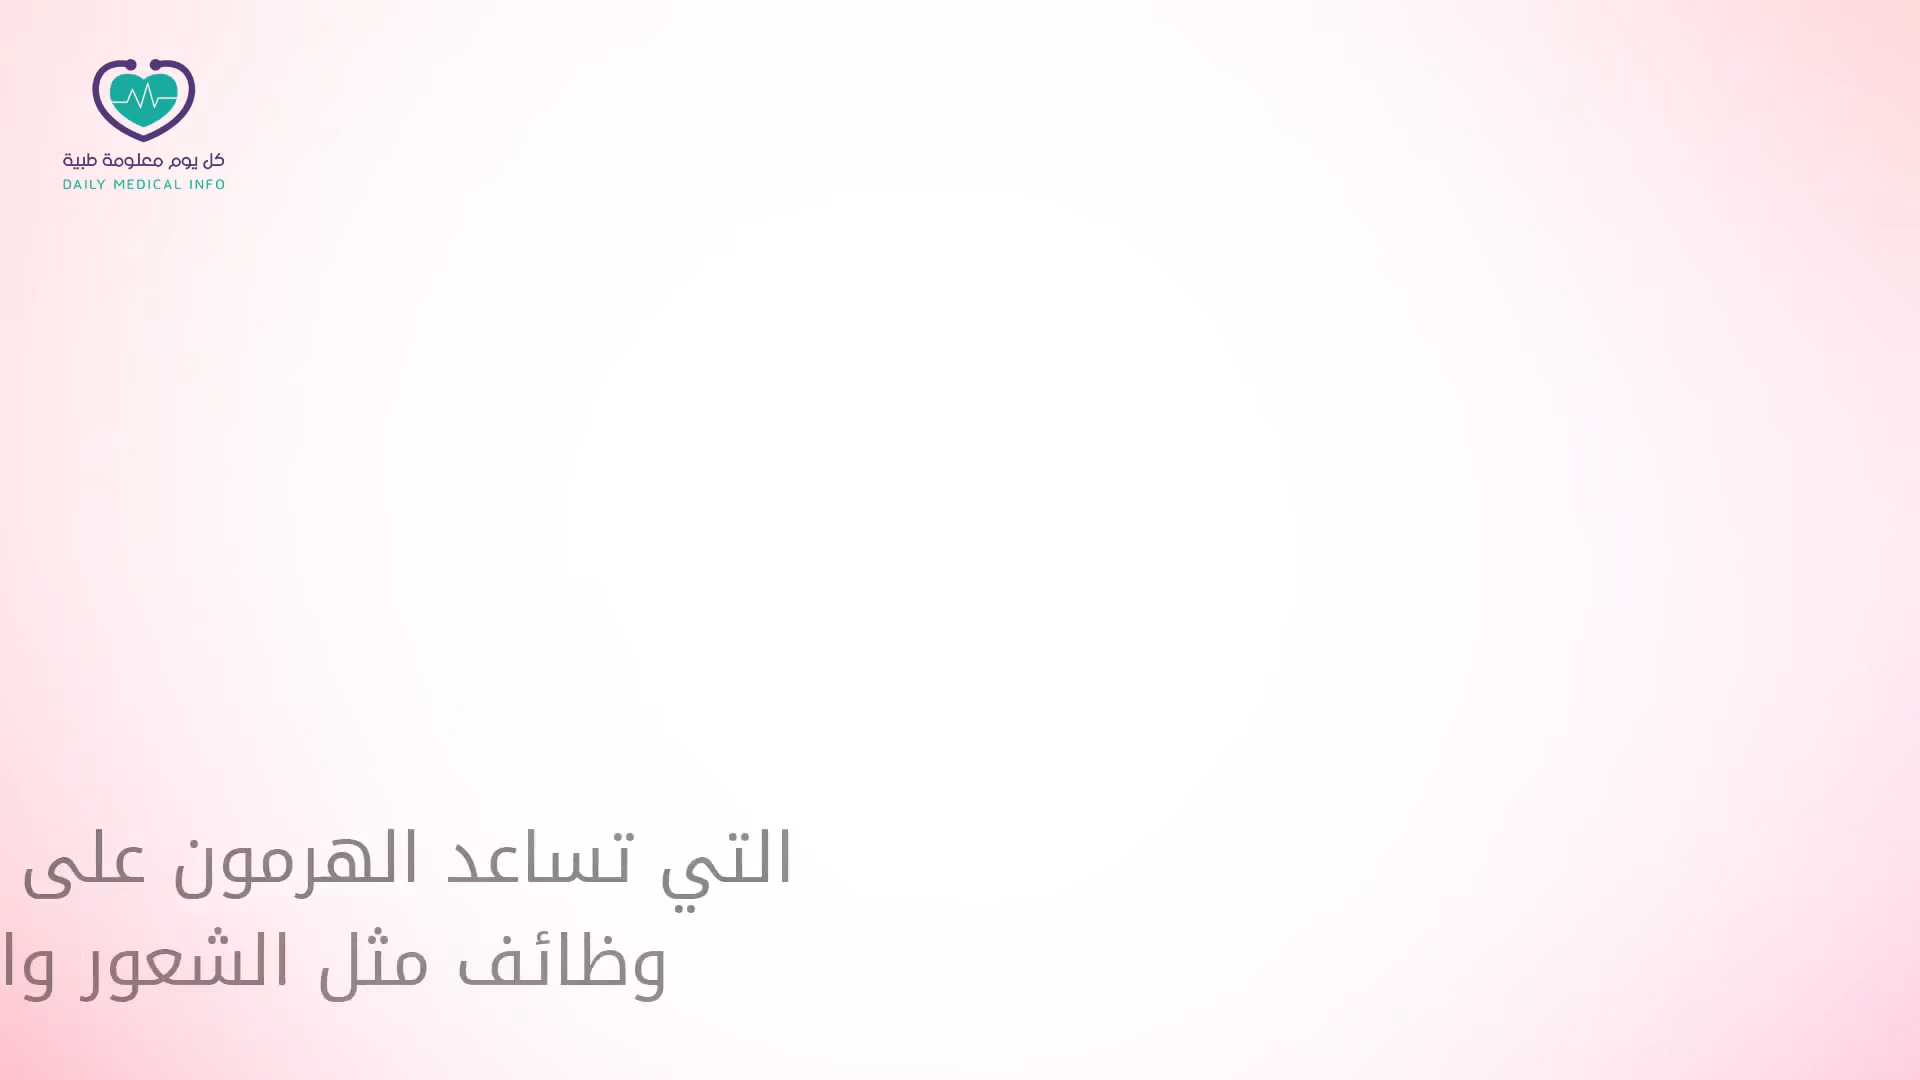 كل يوم معلومة طبية
DAILY MEDICAL INFO
التي تساعد الهرمون على
وظائف مثل الشعور